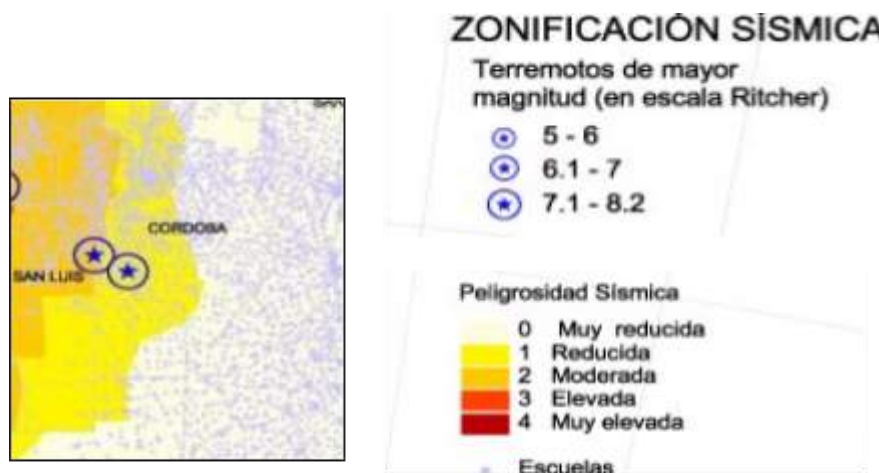 SAN
CORDOBA
SAN LUIS
ZONIFICACIÓN SÍSMICA
Terremotos de mayor
magnitud (en escala Ritcher)
5 - 6
6.1 - 7
7.1 - 8.2
Peligrosidad Sísmica
0 Muy reducida
1 Reducida
2 Moderada
3 Elevada
4 Muy elevada
Escuelas